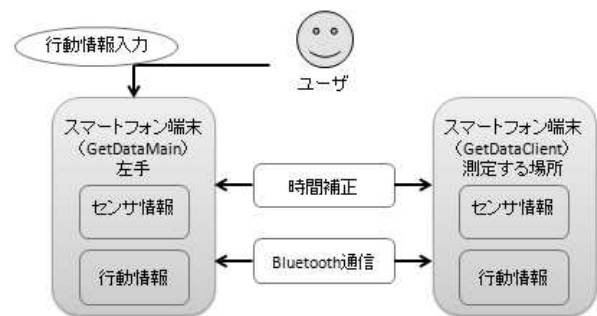 行動情報入力
ユーザ
スマートフォン端末
(GetDataMain)
左手
センサ情報
行動情報
時間補正
Bluetooth通信
スマートフォン端末
(GetDataClient)
測定する場所
センサ情報
行動情報